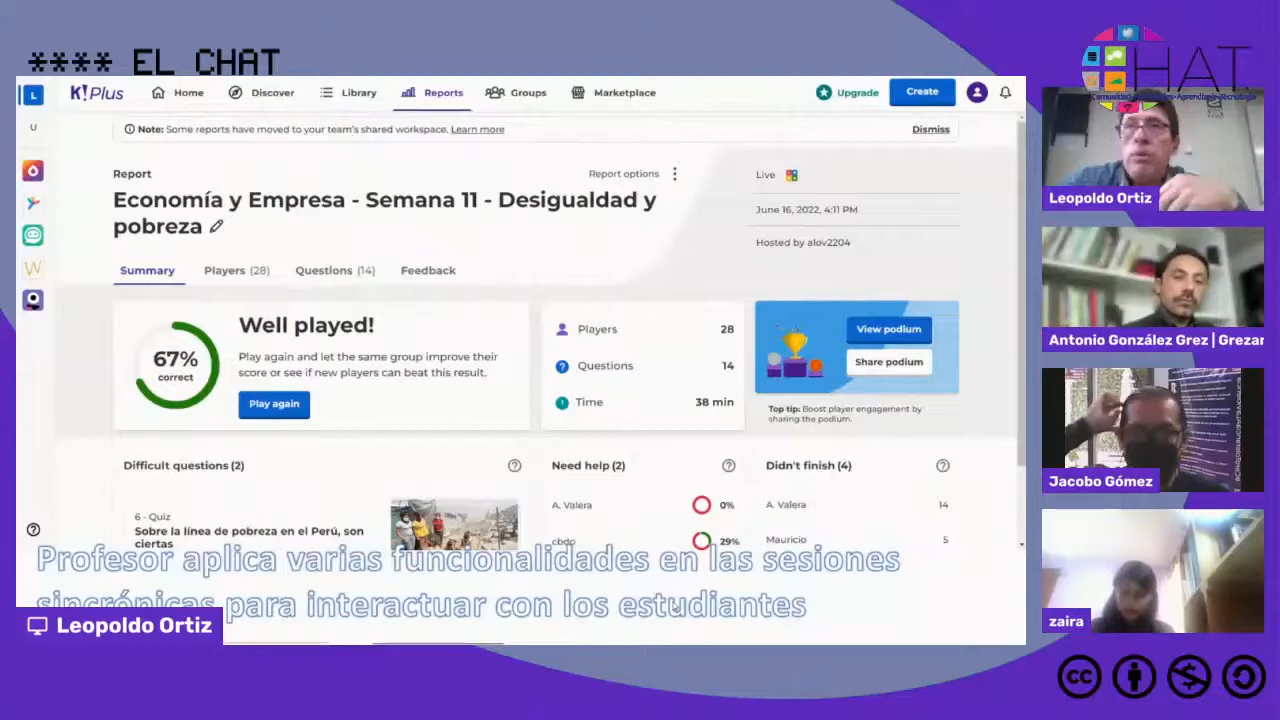 **** EL CHAT
HAT
Comunidad
Aprendizaje
Tecnología
L
K! Plus
Home
Discover
Library
Reports
Groups
Marketplace
Upgrade
Create
U
Note: Some reports have moved to your team's shared workspace. Learn more
Dismiss
Report
Report options
Economía y Empresa - Semana 11 - Desigualdad y
pobreza
Live
June 16, 2022, 4:11 PM
Hosted by alov2204
Summary
Players (28)
Questions (14)
Feedback
67%
correct
Well played!
Play again and let the same group improve their
score or see if new players can beat this result.
Play again
Players 28
Questions 14
Time 38 min
View podium
Share podium
Top tip: Boost player engagement by
sharing the podium.
Difficult questions (2)
6 - Quiz
Sobre la línea de pobreza en el Perú, son
ciertas
Need help (2)
A. Valera 0%
cbdp 29%
Didn't finish (4)
A. Valera 14
Mauricio 5
W
Profesor aplica varias funcionalidades en las sesiones
sincrónicas para interactuar con los estudiantes
Leopoldo Ortiz
Leopoldo Ortiz
Antonio González Grez | Grezan
Jacobo Gómez
zaira
cc